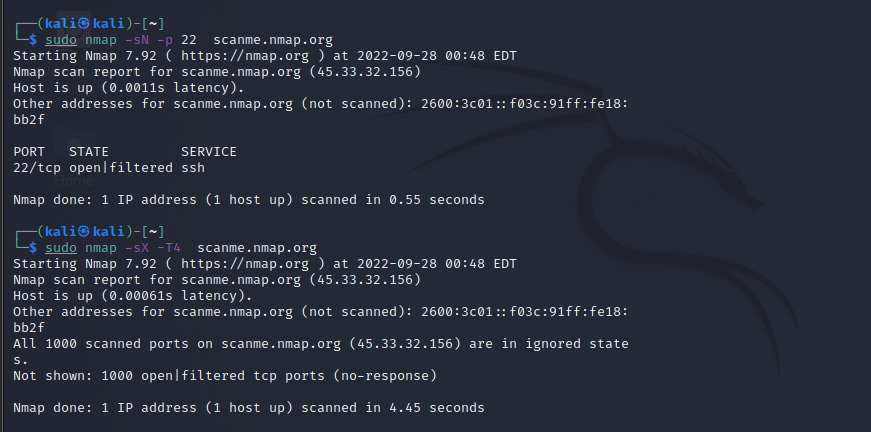 ┌──(kali㉿kali)-[~]
└─$ sudo nmap -sN -p 22  scanme.nmap.org
Starting Nmap 7.92 ( https://nmap.org ) at 2022-09-28 00:48 EDT
Nmap scan report for scanme.nmap.org (45.33.32.156)
Host is up (0.0011s latency).
Other addresses for scanme.nmap.org (not scanned): 2600:3c01::f03c:91ff:fe18:
bb2f
PORT   STATE         SERVICE
22/tcp open|filtered ssh
Home
Nmap done: 1 IP address (1 host up) scanned in 0.55 seconds
┌──(kali㉿kali)-[~]
└─$ sudo nmap -sX -T4  scanme.nmap.org
Starting Nmap 7.92 ( https://nmap.org ) at 2022-09-28 00:48 EDT
Nmap scan report for scanme.nmap.org (45.33.32.156)
Host is up (0.00061s latency).
Other addresses for scanme.nmap.org (not scanned): 2600:3c01::f03c:91ff:fe18:
bb2f
All 1000 scanned ports on scanme.nmap.org (45.33.32.156) are in ignored state
s.
Not shown: 1000 open|filtered tcp ports (no-response)
Nmap done: 1 IP address (1 host up) scanned in 4.45 seconds